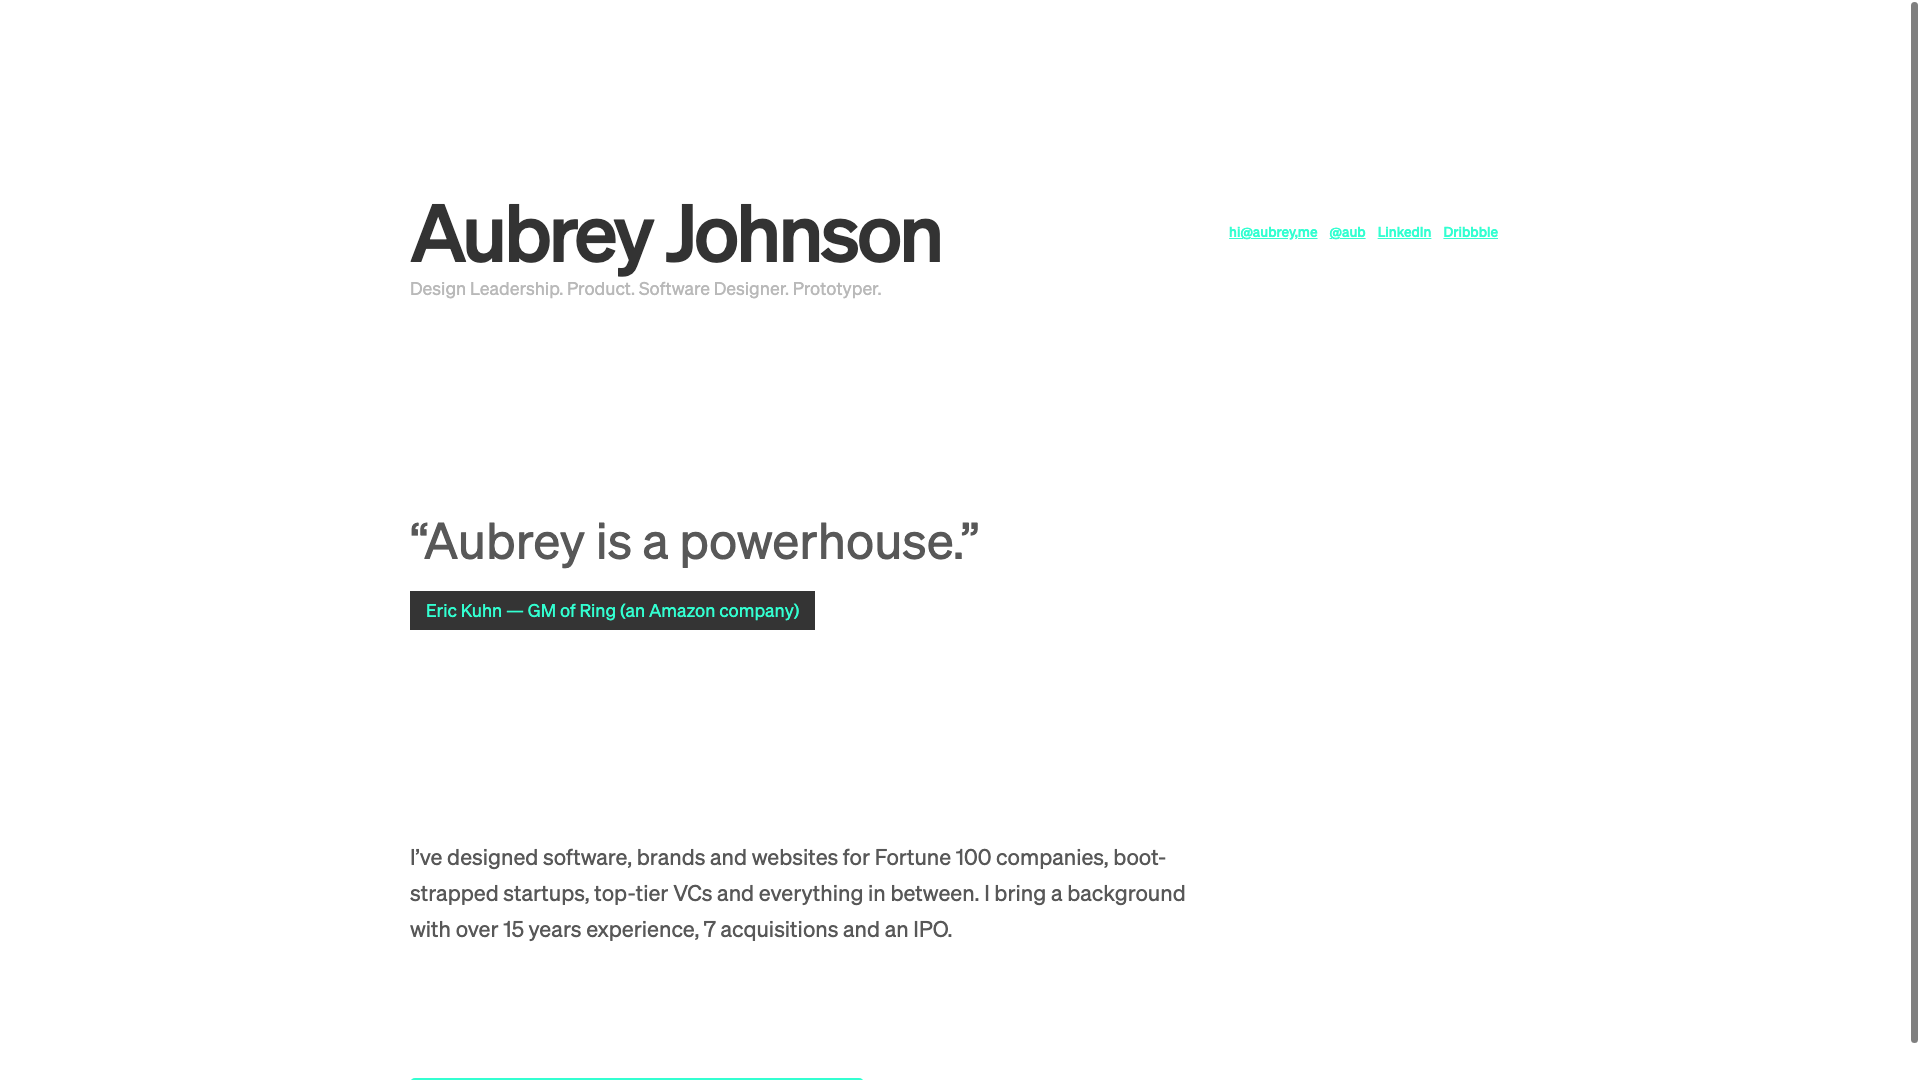 Aubrey Johnson
hi@aubrey.me @aub LinkedIn Dribbble
Design Leadership. Product. Software Designer. Prototyper.
“Aubrey is a powerhouse.”
Eric Kuhn — GM of Ring (an Amazon company)
I’ve designed software, brands and websites for Fortune 100 companies, boot-
strapped startups, top-tier VCs and everything in between. I bring a background
with over 15 years experience, 7 acquisitions and an IPO.